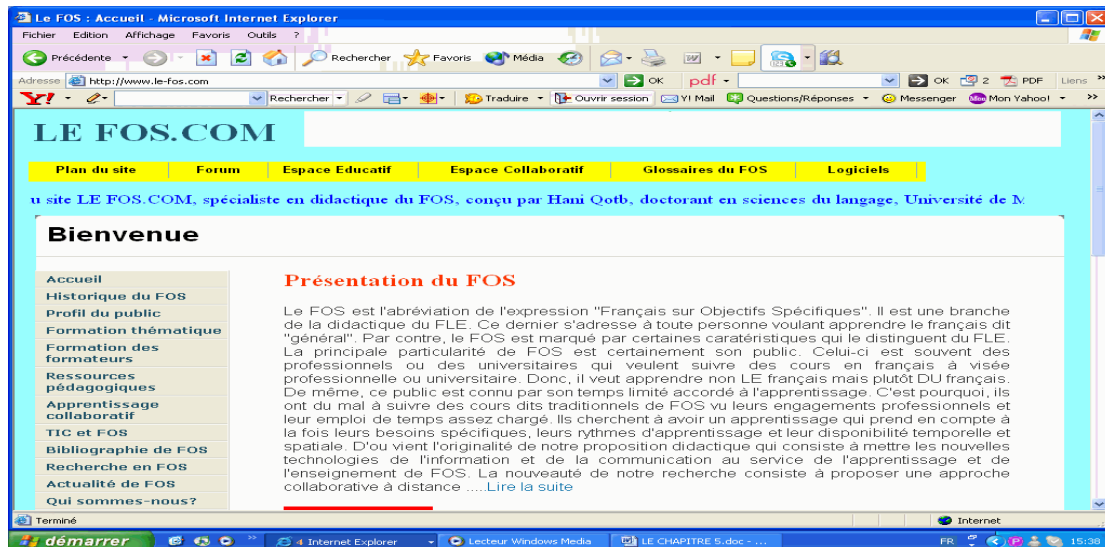 Le FOS : Accueil - Microsoft Internet Explorer
Fichier Edition Affichage Favoris Outils ?
Précédente Rechercher Favoris Média pdf OK 2 PDF Liens »
Adresse http://www.le-fos.com OK
Y! Rechercher Traduire Ouvrir session Y! Mail Questions/Réponses Messenger Mon Yahoo! »
LE FOS.COM
Plan du site Forum Espace Educatif Espace Collaboratif Glossaires du FOS Logiciels
u site LE FOS.COM, spécialiste en didactique du FOS, conçu par Hani Qotb, doctorant en sciences du langage, Université de M
Bienvenue
Accueil
Historique du FOS
Profil du public
Formation thématique
Formation des
formateurs
Ressources
pédagogiques
Apprentissage
collaboratif
TIC et FOS
Bibliographie de FOS
Recherche en FOS
Actualité de FOS
Qui sommes-nous?
Présentation du FOS
Le FOS est l'abréviation de l'expression "Français sur Objectifs Spécifiques". Il est une branche
de la didactique du FLE. Ce dernier s'adresse à toute personne voulant apprendre le français dit
"général". Par contre, le FOS est marqué par certaines caratéristiques qui le distinguent du FLE.
La principale particularité de FOS est certainement son public. Celui-ci est souvent des
professionnels ou des universitaires qui veulent suivre des cours en français à visée
professionnelle ou universitaire. Donc, il veut apprendre non LE français mais plutôt DU français.
De même, ce public est connu par son temps limité accordé à l'apprentissage. C'est pourquoi, ils
ont du mal à suivre des cours dits traditionnels de FOS vu leurs engagements professionnels et
leur emploi de temps assez chargé. Ils cherchent à avoir un apprentissage qui prend en compte à
la fois leurs besoins spécifiques, leurs rythmes d'apprentissage et leur disponibilité temporelle et
spatiale. D'ou vient l'originalité de notre proposition didactique qui consiste à mettre les nouvelles
technologies de l'information et de la communication au service de l'apprentissage et de
l'enseignement de FOS. La nouveauté de notre recherche consiste à proposer une approche
collaborative à distance .....Lire la suite
Terminé Internet
démarrer » 4 Internet Explorer Lecteur Windows Media LE CHAPITRE 5.doc - ... FR 15:38